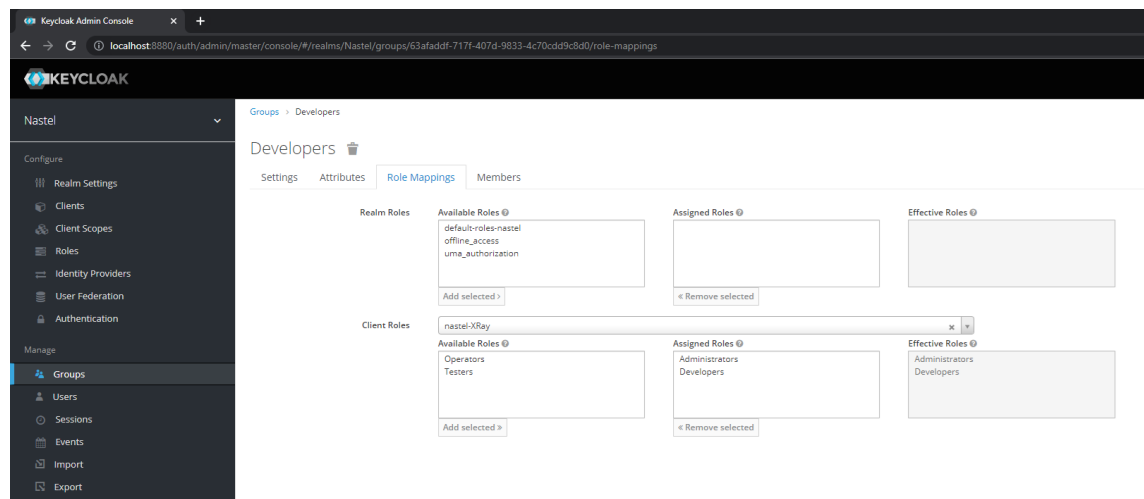 Keycloak Admin Console
localhost:8880/auth/admin/master/console/#/realms/Nastel/groups/63afaddf-717f-407d-9833-4c70cdd9c8d0/role-mappings
KEYCLOAK
Nastel
Configure
Realm Settings
Clients
Client Scopes
Roles
Identity Providers
User Federation
Authentication
Manage
Groups
Users
Sessions
Events
Import
Export
Groups > Developers
Developers
Settings Attributes Role Mappings Members
Realm Roles
Available Roles
default-roles-nastel
offline_access
uma_authorization
Add selected >
Assigned Roles
« Remove selected
Effective Roles
Client Roles
nastel-XRay
Available Roles
Operators
Testers
Add selected »
Assigned Roles
Administrators
Developers
« Remove selected
Effective Roles
Administrators
Developers